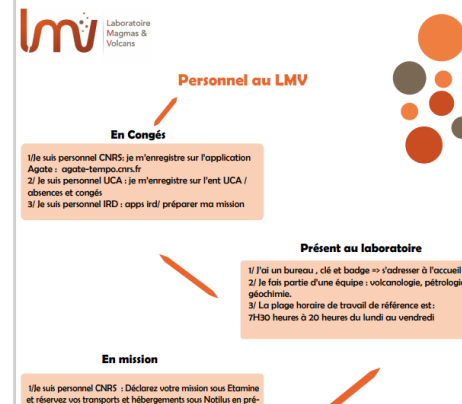 lmv
Laboratoire
Magmas &
Volcans
Personnel au LMV
En Congés
1/Je suis personnel CNRS: je m'enregistre sur l'application
Agate : agate-tempo.cnrs.fr
2/ Je suis personnel UCA : je m'enregistre sur l'ent UCA /
absences et congés
3/ Je suis personnel IRD : apps ird/ préparer ma mission
Présent au laboratoire
1/ J'ai un bureau , clé et badge => s'adresser à l'accueil
2/ Je fais partie d'une équipe : volcanologie, pétrologie
géochimie.
3/ La plage horaire de travail de référence est :
7H30 heures à 20 heures du lundi au vendredi
En mission
1/Je suis personnel CNRS : Déclarez votre mission sous Etamine
et réservez vos transports et hébergements sous Notilus en pré-